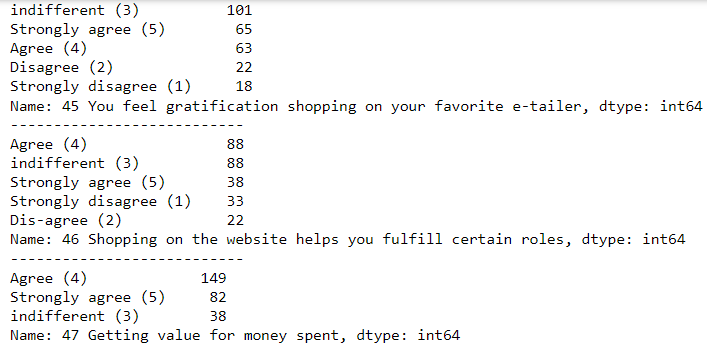 indifferent (3)          101
Strongly agree (5)        65
Agree (4)                 63
Disagree (2)              22
Strongly disagree (1)     18
Name: 45 You feel gratification shopping on your favorite e-tailer, dtype: int64
---------------------------
Agree (4)                 88
indifferent (3)           88
Strongly agree (5)        38
Strongly disagree (1)     33
Dis-agree (2)             22
Name: 46 Shopping on the website helps you fulfill certain roles, dtype: int64
---------------------------
Agree (4)             149
Strongly agree (5)     82
indifferent (3)        38
Name: 47 Getting value for money spent, dtype: int64